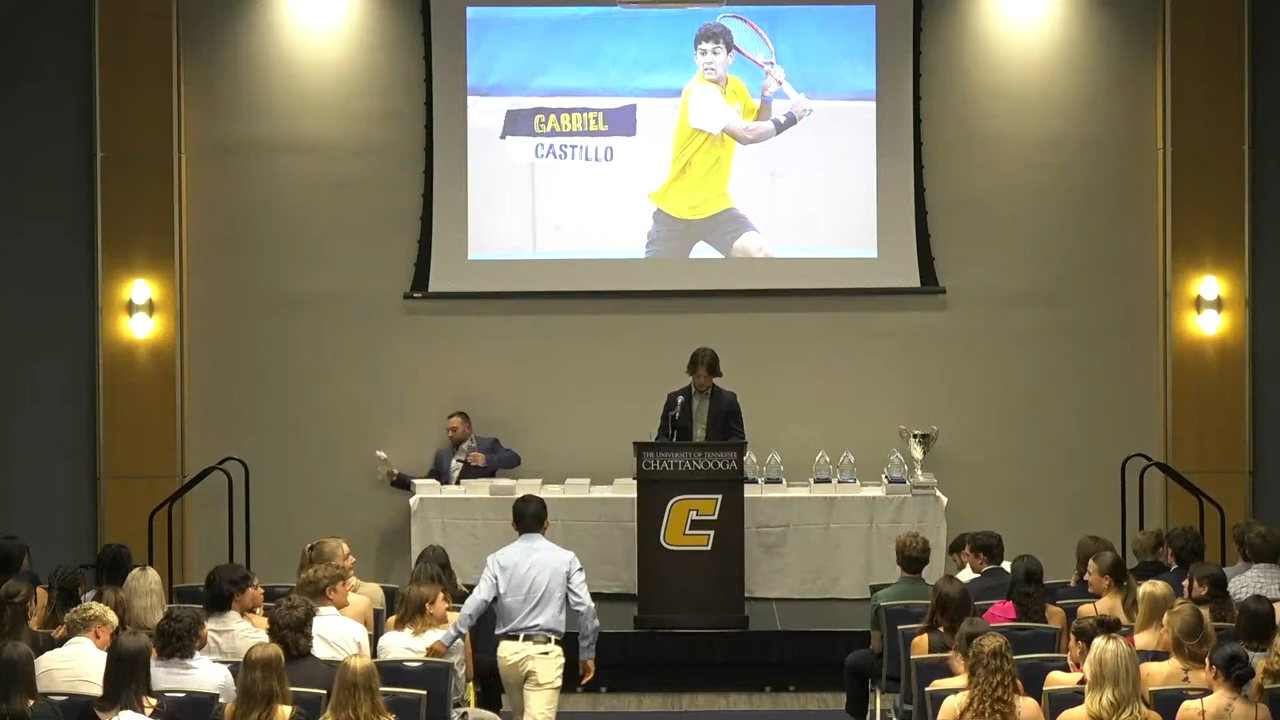 GABRIEL
CASTILLO
THE UNIVERSITY OF TENNESSEE
CHATTANOOGA
C